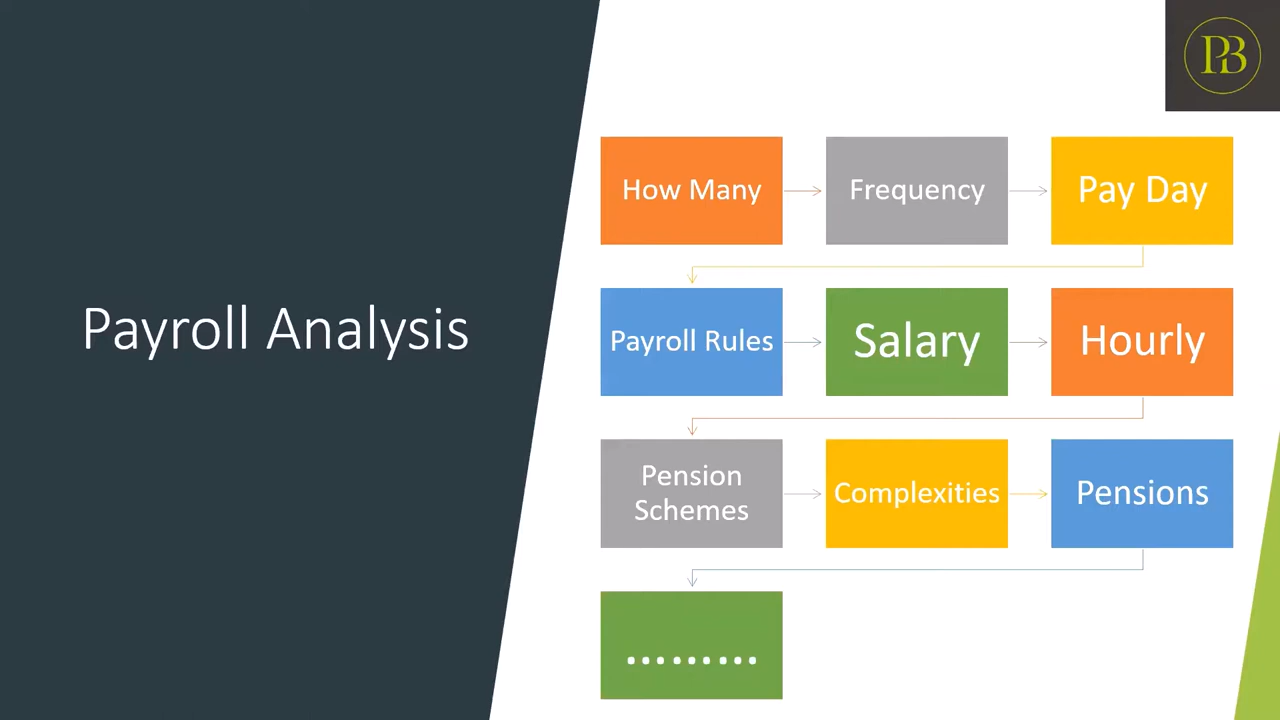 PB
How Many
Frequency
Pay Day
Payroll Analysis
Payroll Rules
Salary
Hourly
Pension
Schemes
Complexities
Pensions
.........